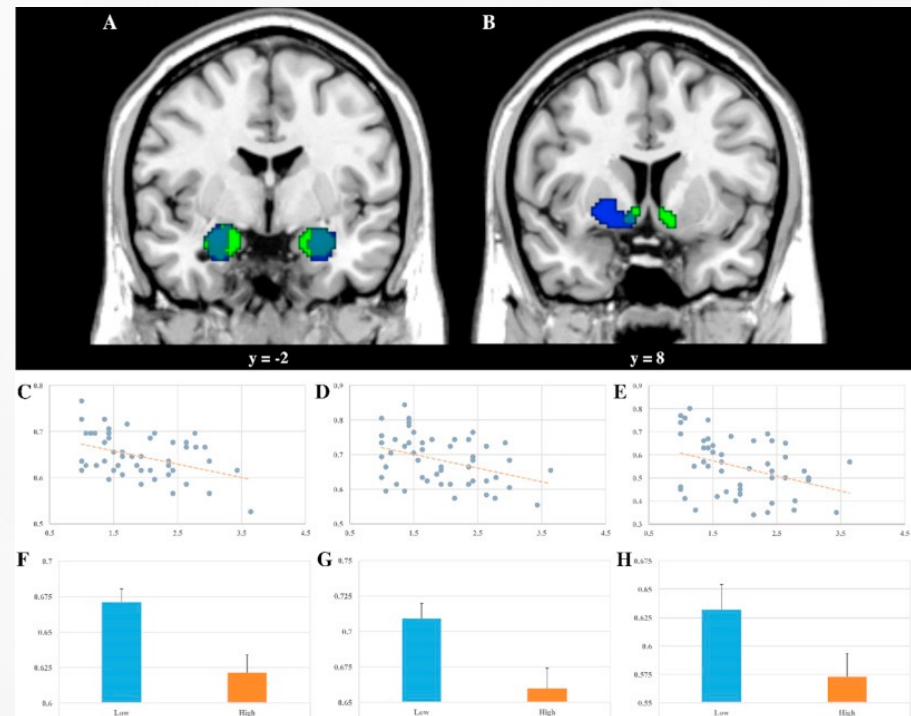 A B
y = -2 y = 8
C D E
0.8 0.9 0.9
0.8
0.7 0.8 0.7
0.7 0.6
0.6 0.5
0.6 0.4
0.5 0.5 0.3
0.5 1.5 2.5 3.5 4.5 0.5 1.5 2.5 3.5 4.5 0.5 1.5 2.5 3.5 4.5
F G H
0.7 0.75 0.675
0.675 0.725 0.65
0.625
0.65 0.7 0.6
0.625 0.675 0.575
0.6 0.65 0.55
Low High Low High Low High